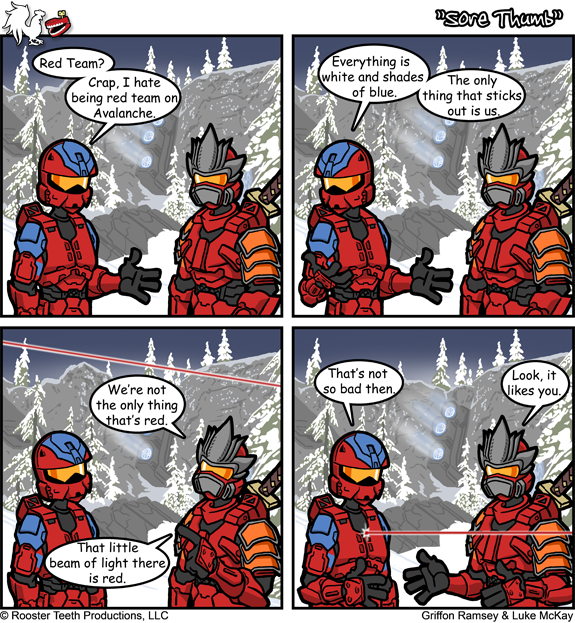 "Sore Thumb"
Red Team?
Crap, I hate
being red team on
Avalanche.
Everything is
white and shades
of blue.
The only
thing that sticks
out is us.
We're not
the only thing
that's red.
That little
beam of light there
is red.
That's not
so bad then.
Look, it
likes you.
© Rooster Teeth Productions, LLC
Griffon Ramsey & Luke McKay